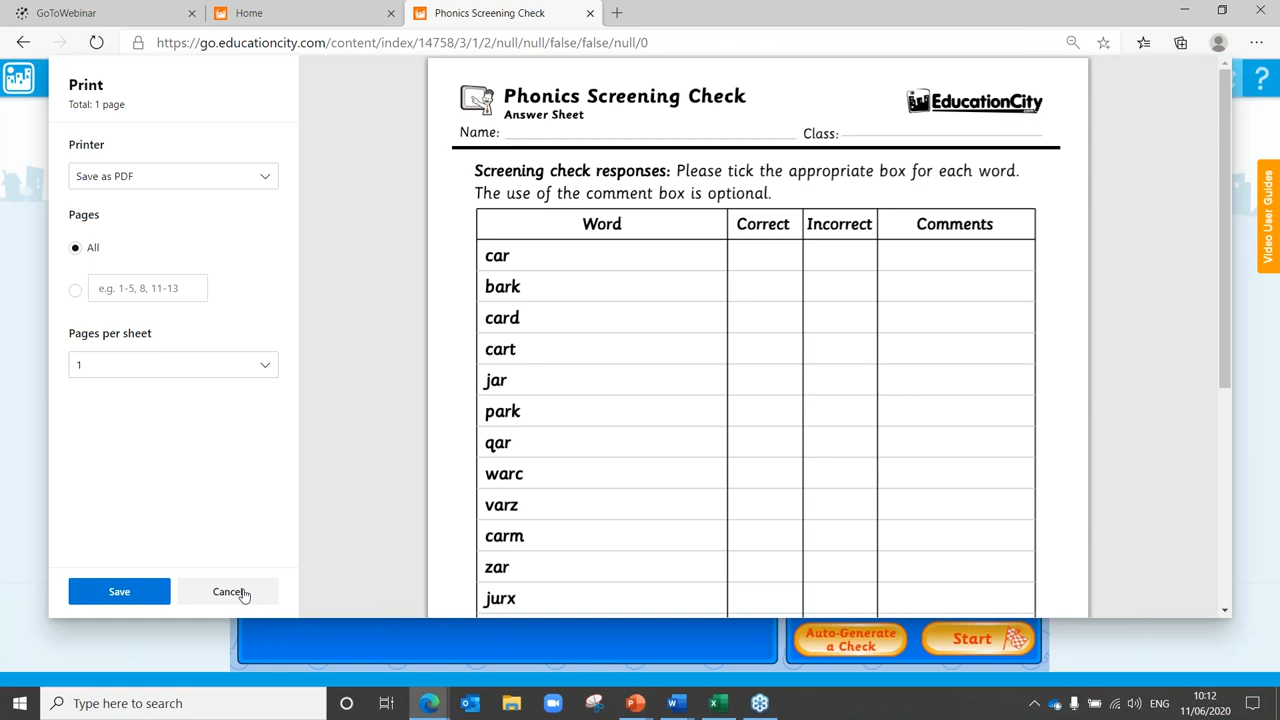 GoToWebinar
Home
Phonics Screening Check
https://go.educationcity.com/content/index/14758/3/1/2/null/null/false/false/null/0
Print
Total: 1 page
Printer
Save as PDF
Pages
All
e.g. 1-5, 8, 11-13
Pages per sheet
1
Save
Cancel
Phonics Screening Check
Answer Sheet
EducationCity
Name:
Class:
Screening check responses: Please tick the appropriate box for each word.
The use of the comment box is optional.
Word Correct Incorrect Comments
car
bark
card
cart
jar
park
qar
warc
varz
carm
zar
jurx
Video User Guides
Auto-Generate
a Check
Start
Type here to search
ENG
10:12
11/06/2020